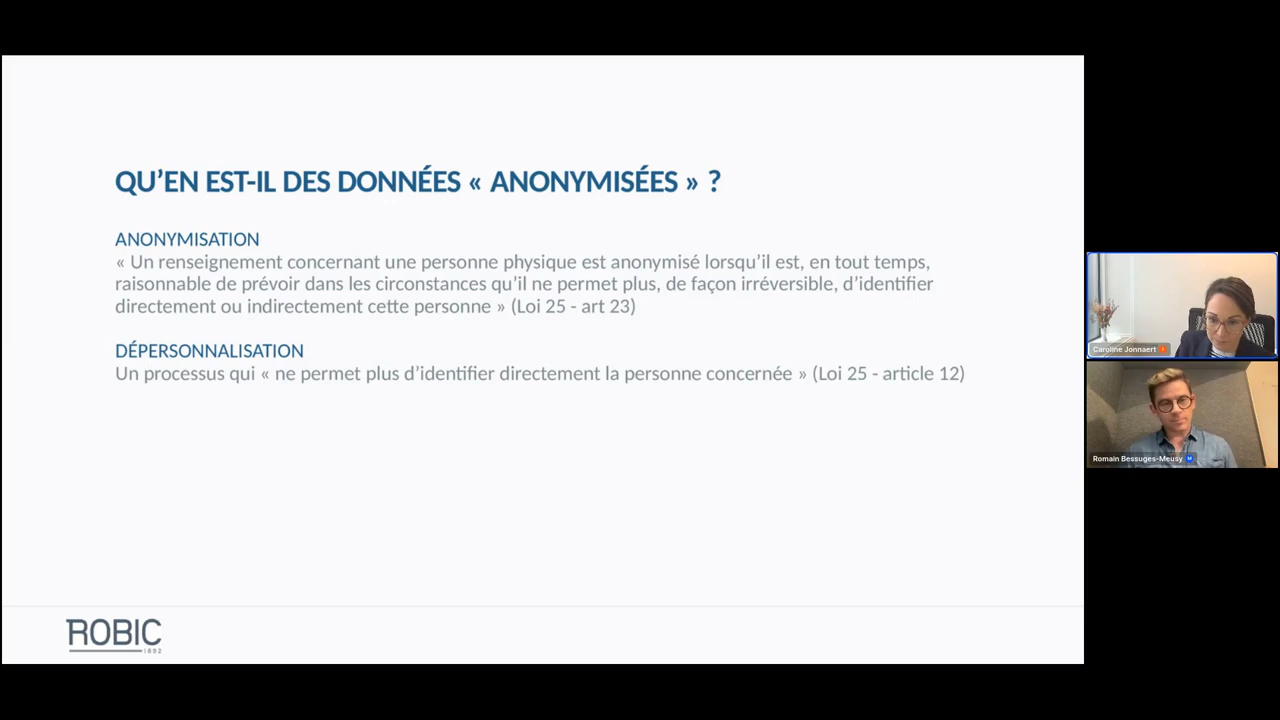 QU’EN EST-IL DES DONNÉES « ANONYMISÉES » ?
ANONYMISATION
« Un renseignement concernant une personne physique est anonymisé lorsqu’il est, en tout temps,
raisonnable de prévoir dans les circonstances qu’il ne permet plus, de façon irréversible, d’identifier
directement ou indirectement cette personne » (Loi 25 - art 23)
DÉPERSONNALISATION
Un processus qui « ne permet plus d’identifier directement la personne concernée » (Loi 25 - article 12)
ROBIC
1892
Caroline Jonnaert
Romain Bessuges-Meusy M